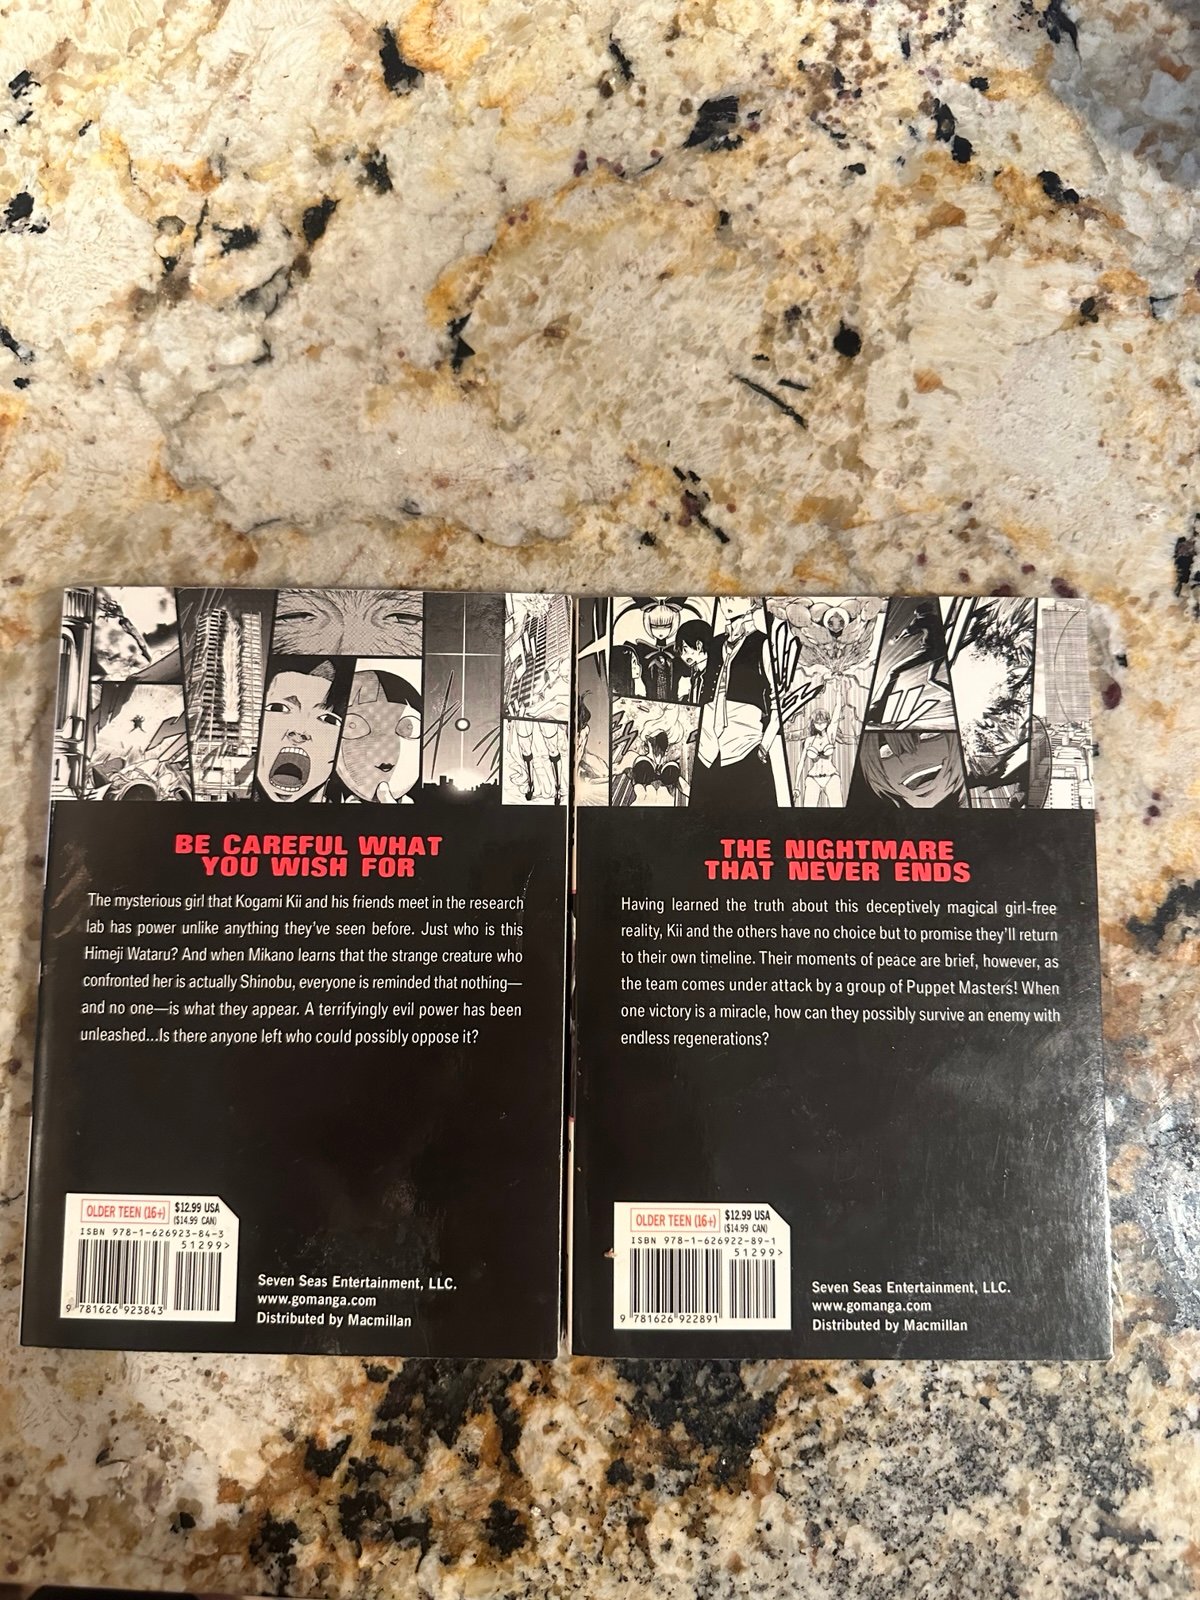 BE CAREFUL WHAT
YOU WISH FOR
The mysterious girl that Kogami Kii and his friends meet in the research
lab has power unlike anything they've seen before. Just who is this
Himeji Wataru? And when Mikano learns that the strange creature who
confronted her is actually Shinobu, everyone is reminded that nothing—
and no one—is what they appear. A terrifyingly evil power has been
unleashed...Is there anyone left who could possibly oppose it?
OLDER TEEN (16+)
$12.99 USA
($14.99 CAN)
ISBN 978-1-626923-84-3
51299>
9 781626 923843
Seven Seas Entertainment, LLC.
www.gomanga.com
Distributed by Macmillan
THE NIGHTMARE
THAT NEVER ENDS
Having learned the truth about this deceptively magical girl-free
reality, Kii and the others have no choice but to promise they'll return
to their own timeline. Their moments of peace are brief, however, as
the team comes under attack by a group of Puppet Masters! When
one victory is a miracle, how can they possibly survive an enemy with
endless regenerations?
OLDER TEEN (16+)
$12.99 USA
($14.99 CAN)
ISBN 978-1-626922-89-1
51299>
9 781626 922891
Seven Seas Entertainment, LLC.
www.gomanga.com
Distributed by Macmillan